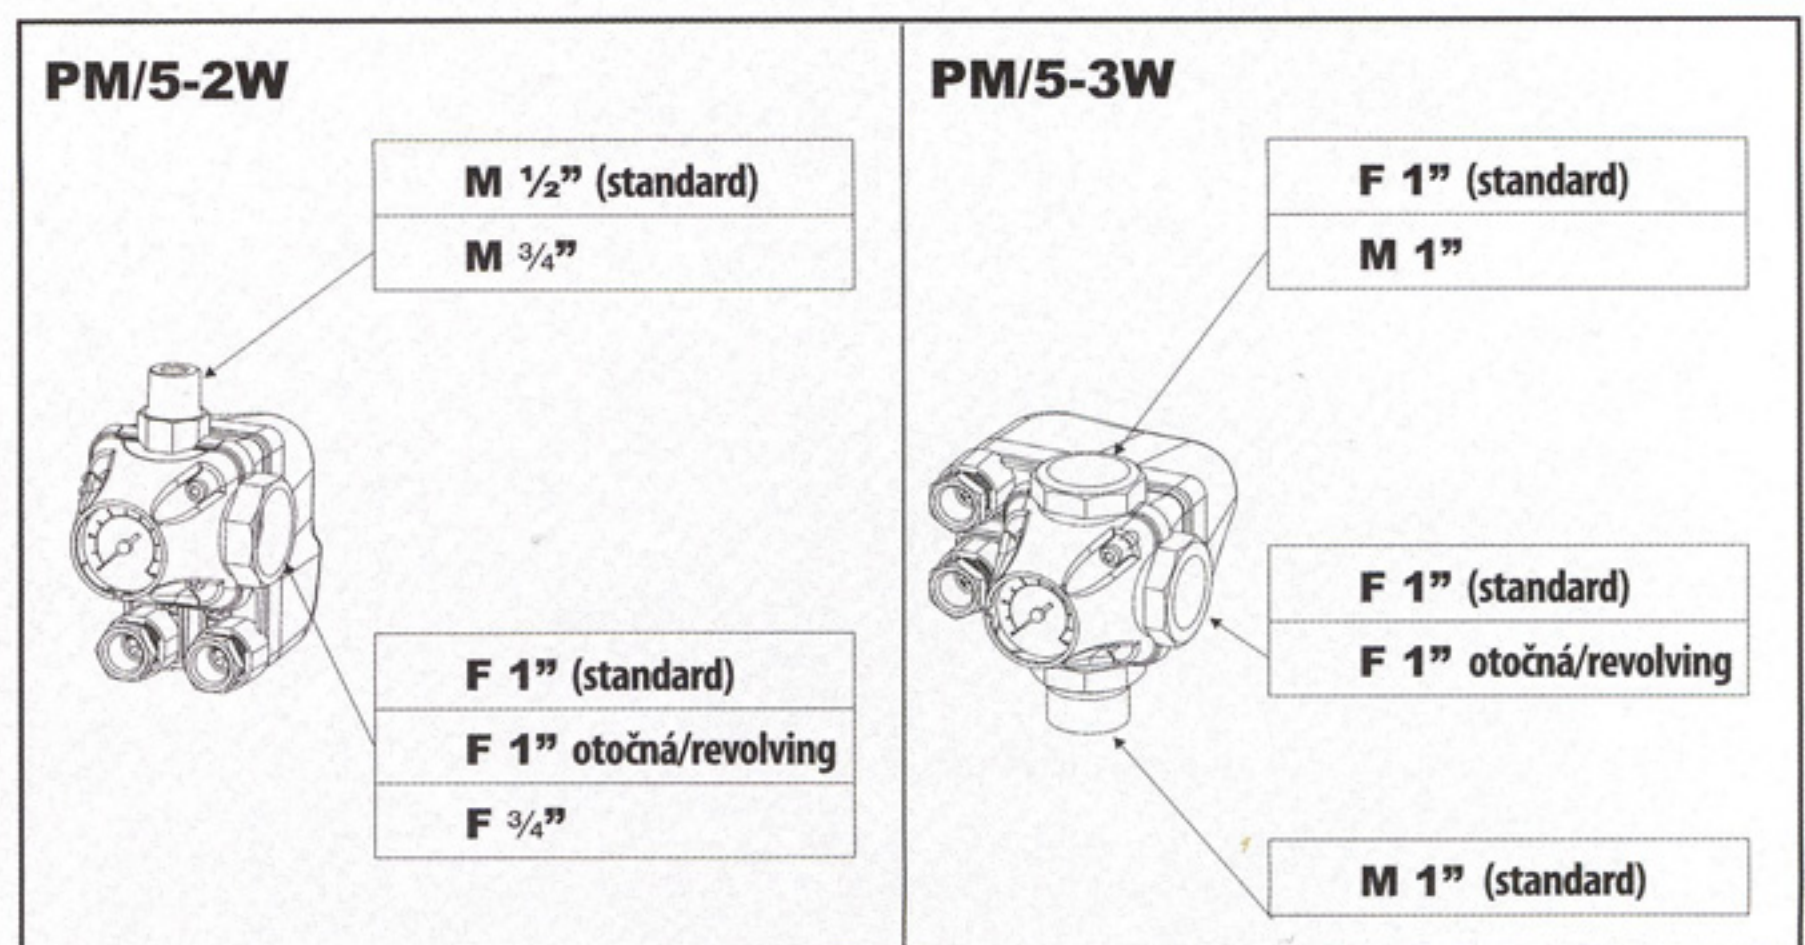 PM/5-2W
M ½” (standard)
M ¾”
F 1” (standard)
F 1” otočná/revolving
F ¾”
PM/5-3W
F 1” (standard)
M 1”
F 1” (standard)
F 1” otočná/revolving
M 1” (standard)